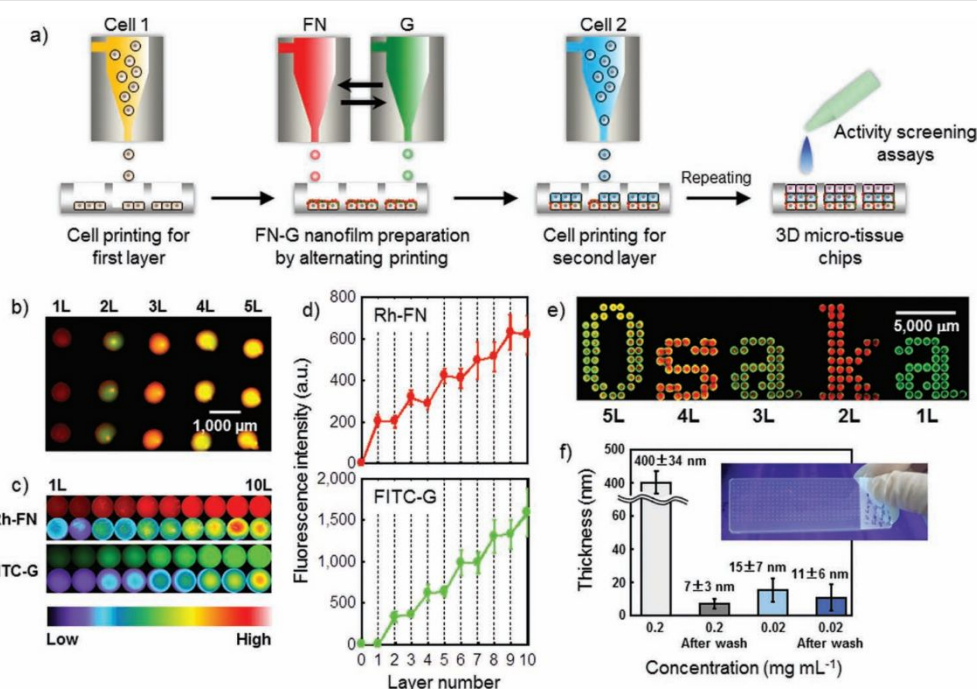 a)
Cell 1
FN
G
Cell 2
Activity screening
assays
Repeating
Cell printing for
first layer
FN-G nanofilm preparation
by alternating printing
Cell printing for
second layer
3D micro-tissue
chips
b)
1L 2L 3L 4L 5L
1,000 µm
c)
1L 10L
Rh-FN
ITC-G
Low High
d)
Fluorescence intensity (a.u.)
800
600
400
200
0
Rh-FN
2,000
1,500
1,000
500
0
FITC-G
0 1 2 3 4 5 6 7 8 9 10
Layer number
e)
Osaka
5,000 µm
5L 4L 3L 2L 1L
f)
Thickness (nm)
500
400
60
40
20
0
400±34 nm
7±3 nm
15±7 nm
11±6 nm
0.2
0.2
After wash
0.02
0.02
After wash
Concentration (mg mL⁻¹)